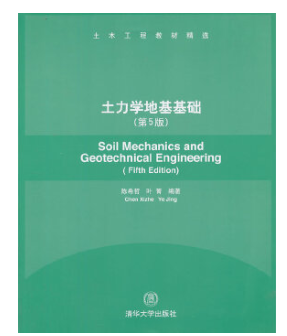 土木工程教材精选
土力学地基基础
(第5版)
Soil Mechanics and
Geotechnical Engineering
( Fifth Edition)
陈希哲 叶菁 编著
Chen Xizhe Ye Jing
清华大学出版社